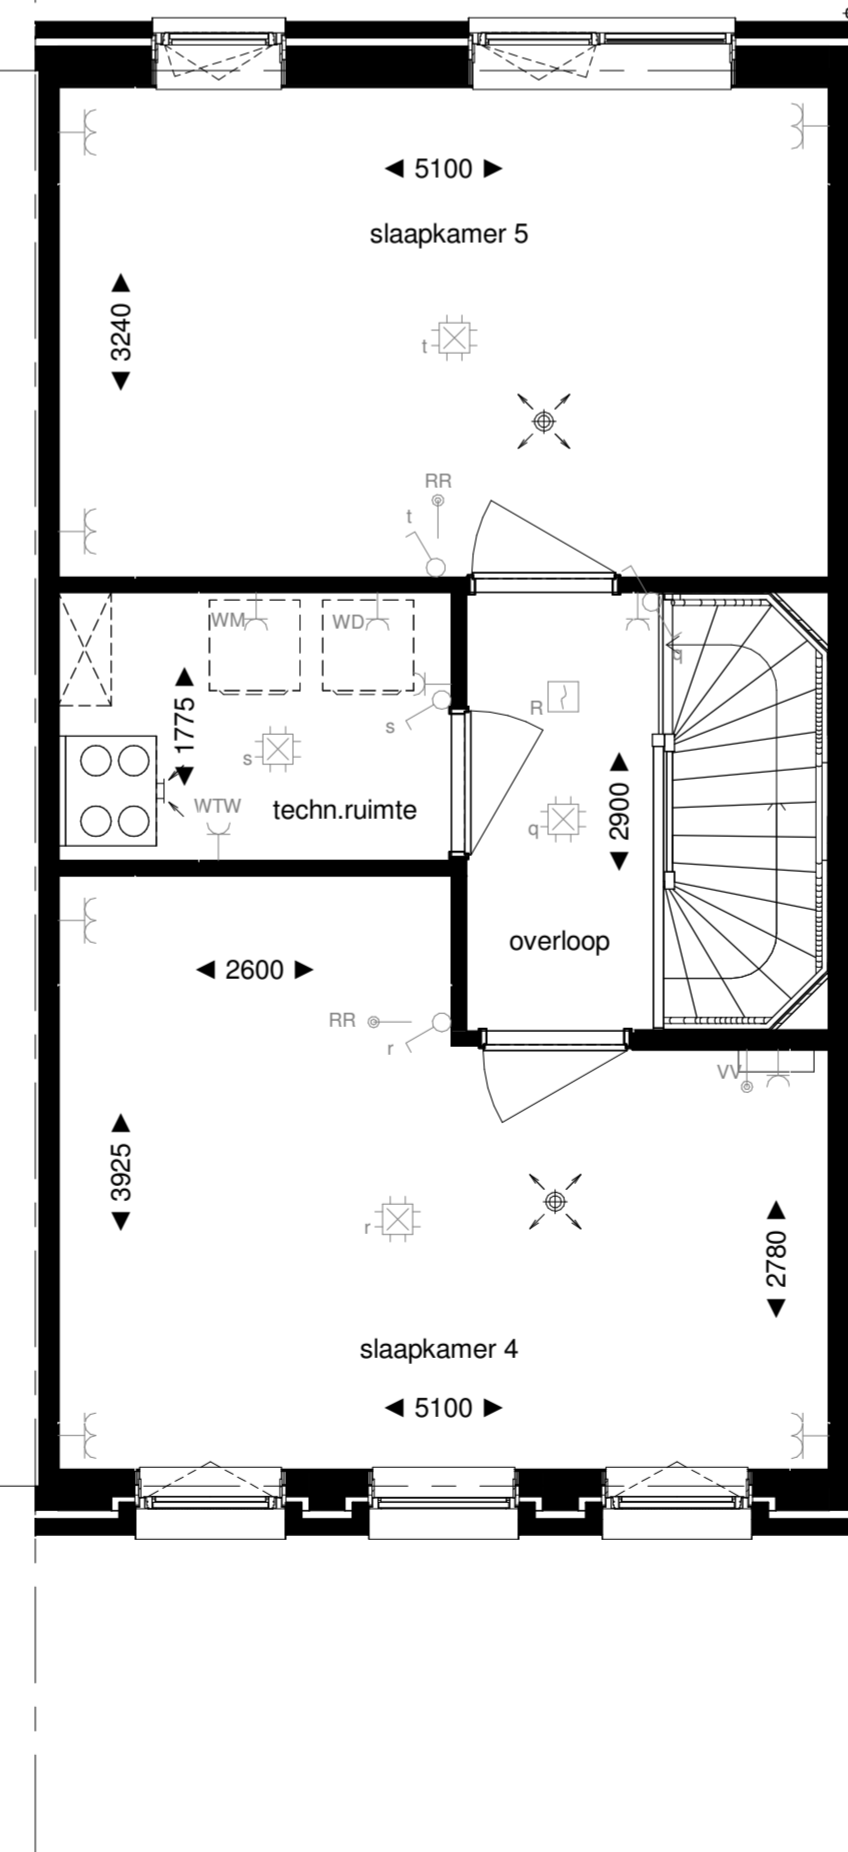 5100
slaapkamer 5
3240
t
RR
t
WM
WD
q
1775
s
R
s
WTW
techn.ruimte
q
2900
overloop
2600
RR
r
VV
3925
r
2780
slaapkamer 4
5100